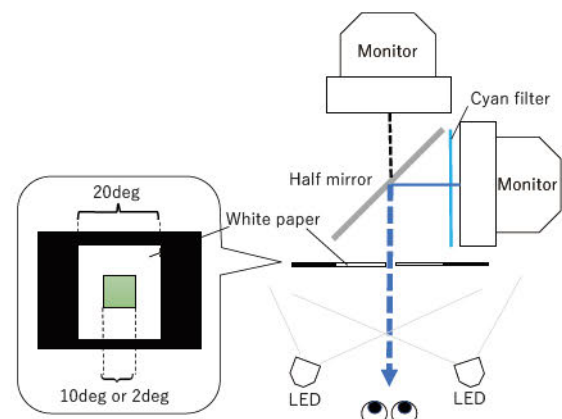 Monitor
Cyan filter
Half mirror
Monitor
20deg
White paper
10deg or 2deg
LED
LED